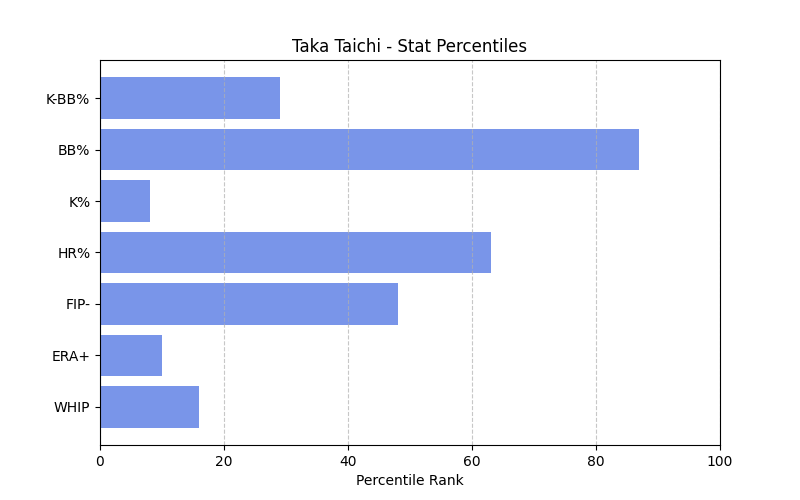 Taka Taichi - Stat Percentiles
K-BB%
BB%
K%
HR%
FIP-
ERA+
WHIP
0 20 40 60 80 100
Percentile Rank